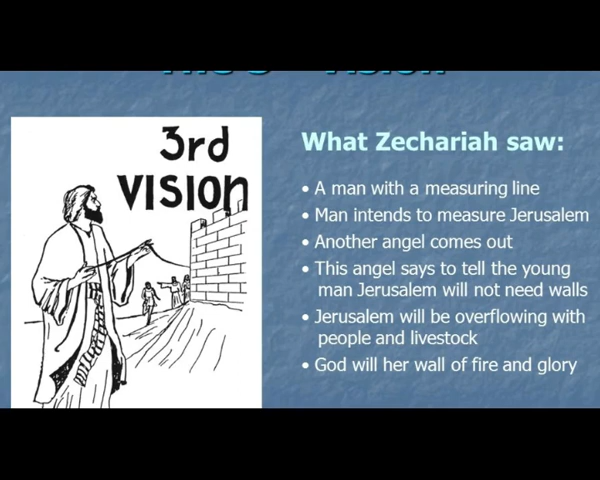 3rd
VISION
What Zechariah saw:
• A man with a measuring line
• Man intends to measure Jerusalem
• Another angel comes out
• This angel says to tell the young
man Jerusalem will not need walls
• Jerusalem will be overflowing with
people and livestock
• God will her wall of fire and glory